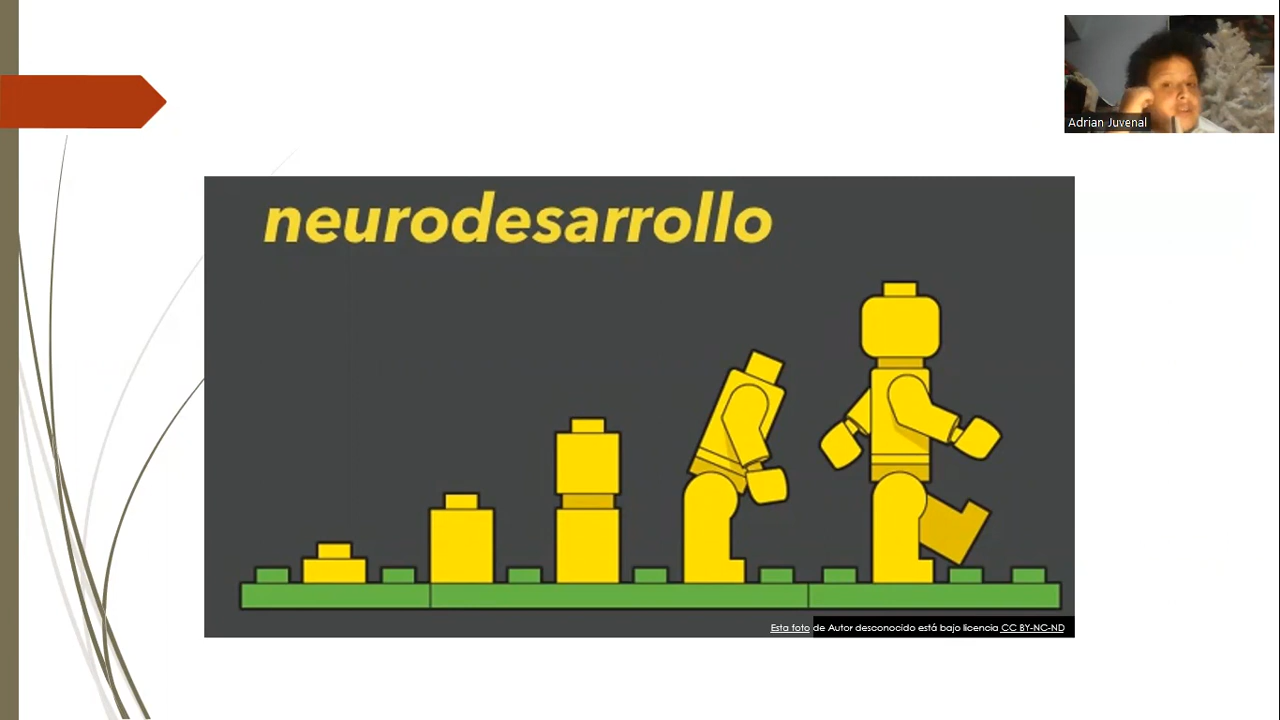 Adrian Juvenal
neurodesarrollo
Esta foto de Autor desconocido está bajo licencia CC BY-NC-ND